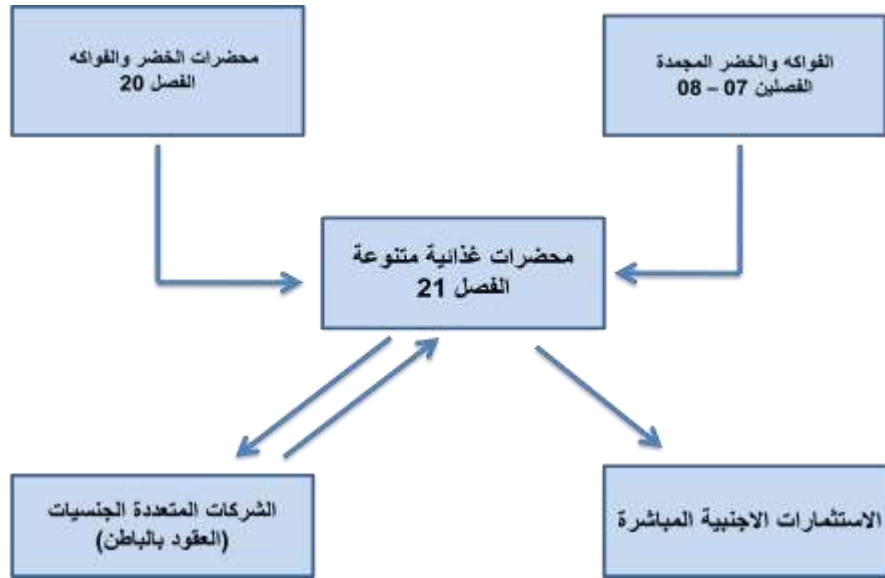 الفواكه والخضر المجمدة
الفصلين 07 – 08
محضرات الخضر والفواكه
الفصل 20
محضرات غذائية متنوعة
الفصل 21
الاستثمارات الاجنبية المباشرة
الشركات المتعددة الجنسيات
(العقود بالباطن)